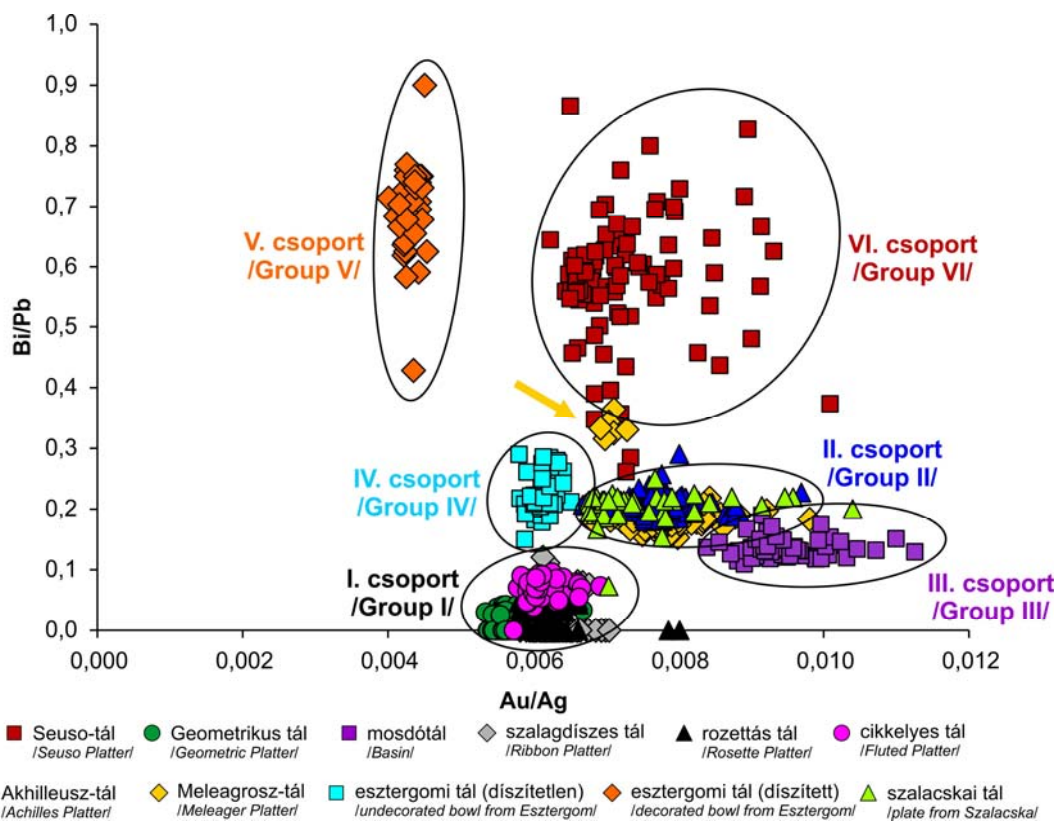 1,0
0,9
0,8
0,7
0,6
0,5
0,4
0,3
0,2
0,1
0,0
Bi/Pb
V. csoport
/Group V/
VI. csoport
/Group VI/
IV. csoport
/Group IV/
II. csoport
/Group II/
I. csoport
/Group I/
III. csoport
/Group III/
0,000 0,002 0,004 0,006 0,008 0,010 0,012
Au/Ag
Seuso-tál Geometrikus tál mosdótál szalagdíszes tál rozettás tál cikkelyes tál
/Seuso Platter/ /Geometric Platter/ /Basin/ /Ribbon Platter/ /Rosette Platter/ /Fluted Platter/
Akhilleusz-tál Meleagrosz-tál esztergomi tál (díszítetlen) esztergomi tál (díszített) szalacskai tál
/Achilles Platter/ /Meleager Platter/ /undecorated bowl from Esztergom/ /decorated bowl from Esztergom/ /plate from Szalacska/